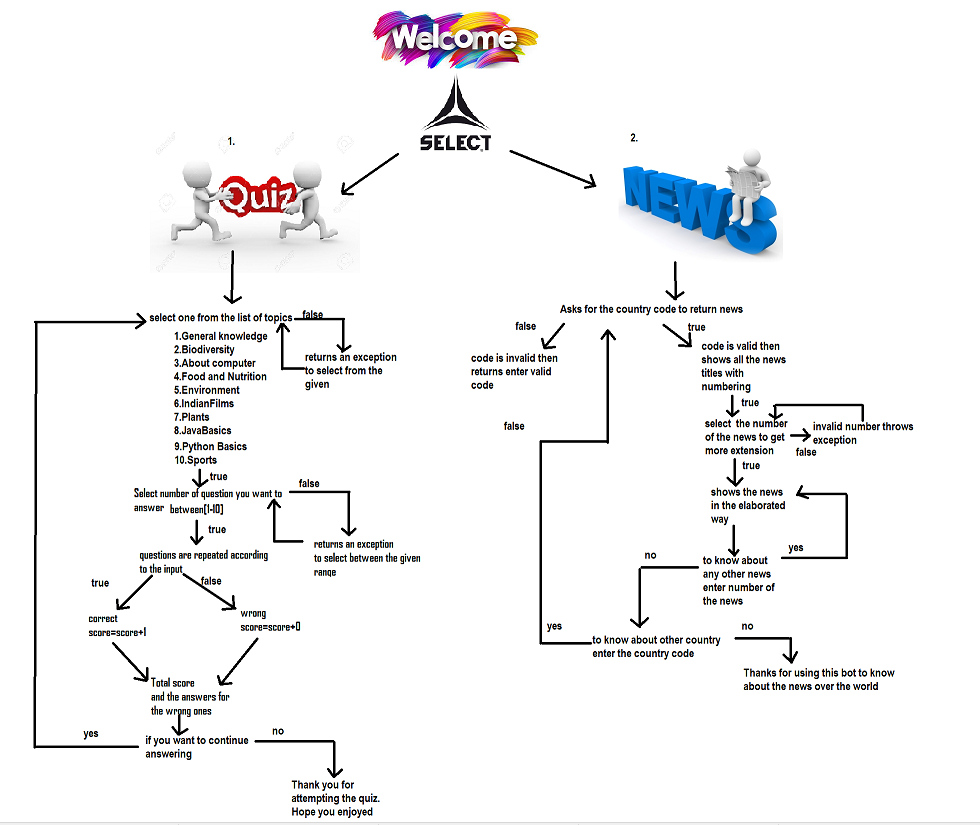 Welcome
SELECT
1.
Quiz
2.
NEWS
select one from the list of topics
false
1.General knowledge
2.Biodiversity
3.About computer
4.Food and Nutrition
5.Environment
6.IndianFilms
7.Plants
8.JavaBasics
9.Python Basics
10.Sports
returns an exception
to select from the
given
true
Select number of question you want to
answer between[1-10]
false
returns an exception
to select between the given
range
true
questions are repeated according
to the input
true
false
correct
score=score+1
wrong
score=score+0
Total score
and the answers for
the wrong ones
if you want to continue
answering
yes
no
Thank you for
attempting the quiz.
Hope you enjoyed
Asks for the country code to return news
false
code is invalid then
returns enter valid
code
true
code is valid then
shows all the news
titles with
numbering
true
select the number
of the news to get
more extension
false
invalid number throws
exception
true
shows the news
in the elaborated
way
to know about
any other news
enter number of
the news
yes
no
to know about other country
enter the country code
yes
false
no
Thanks for using this bot to know
about the news over the world